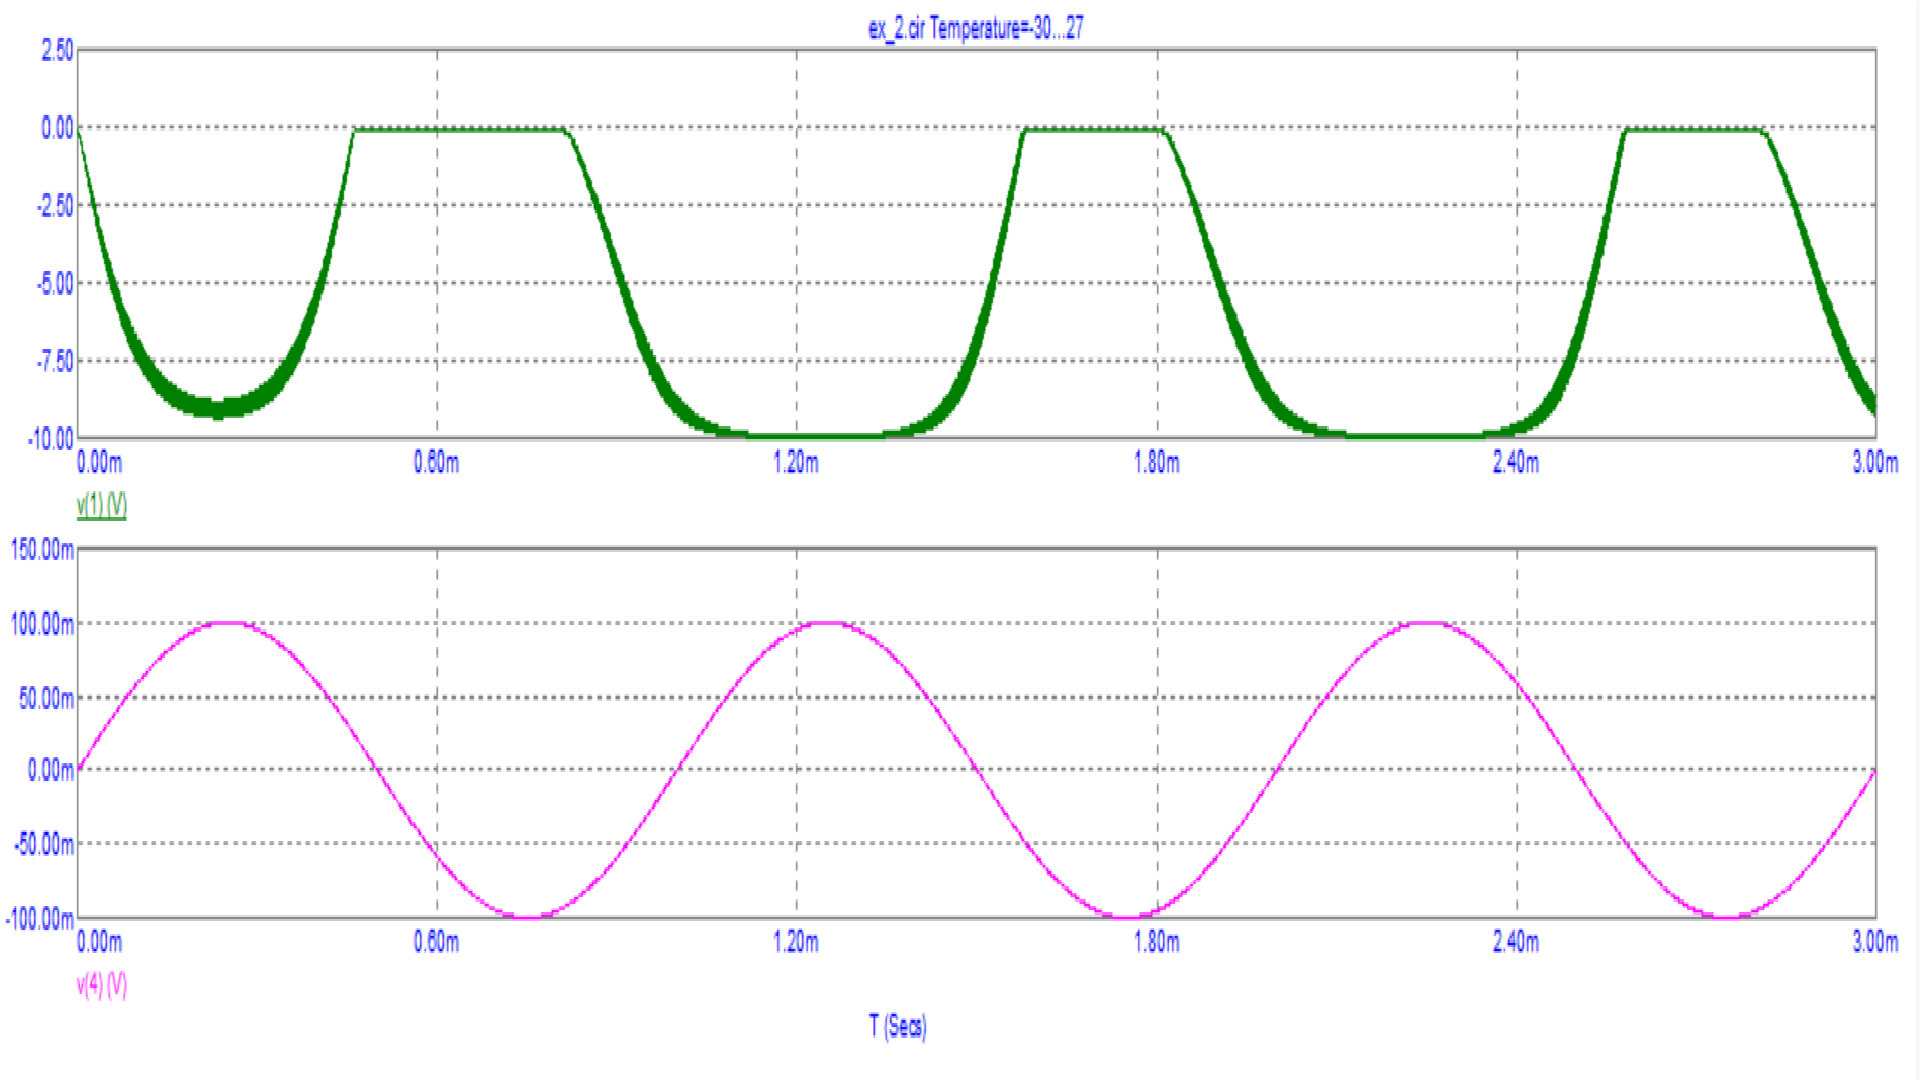 ex_2.cir Temperature=-30...27
2.50
0.00
-2.50
-5.00
-7.50
-10.00
0.00m 0.60m 1.20m 1.80m 2.40m 3.00m
v(1) (V)
150.00m
100.00m
50.00m
0.00m
-50.00m
-100.00m
0.00m 0.60m 1.20m 1.80m 2.40m 3.00m
v(4) (V)
T (Secs)